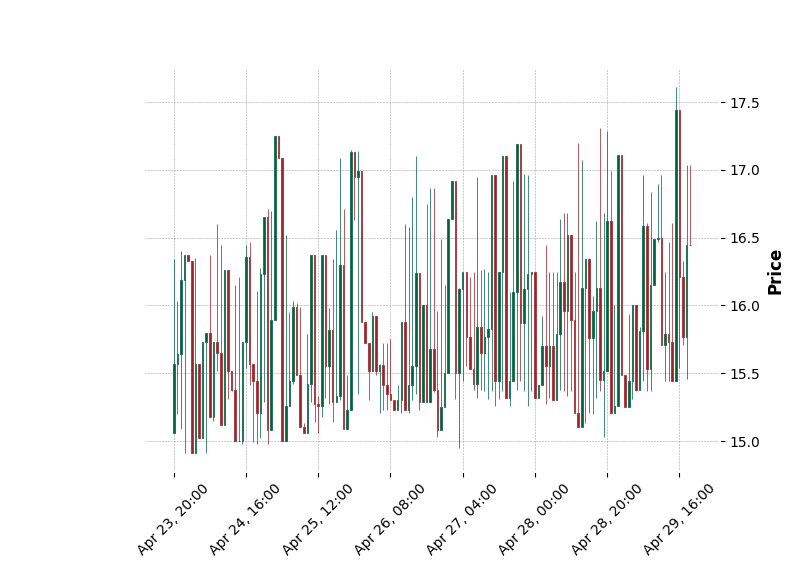 17.5
17.0
16.5
16.0
15.5
15.0
Price
Apr 23, 20:00
Apr 24, 16:00
Apr 25, 12:00
Apr 26, 08:00
Apr 27, 04:00
Apr 28, 00:00
Apr 28, 20:00
Apr 29, 16:00